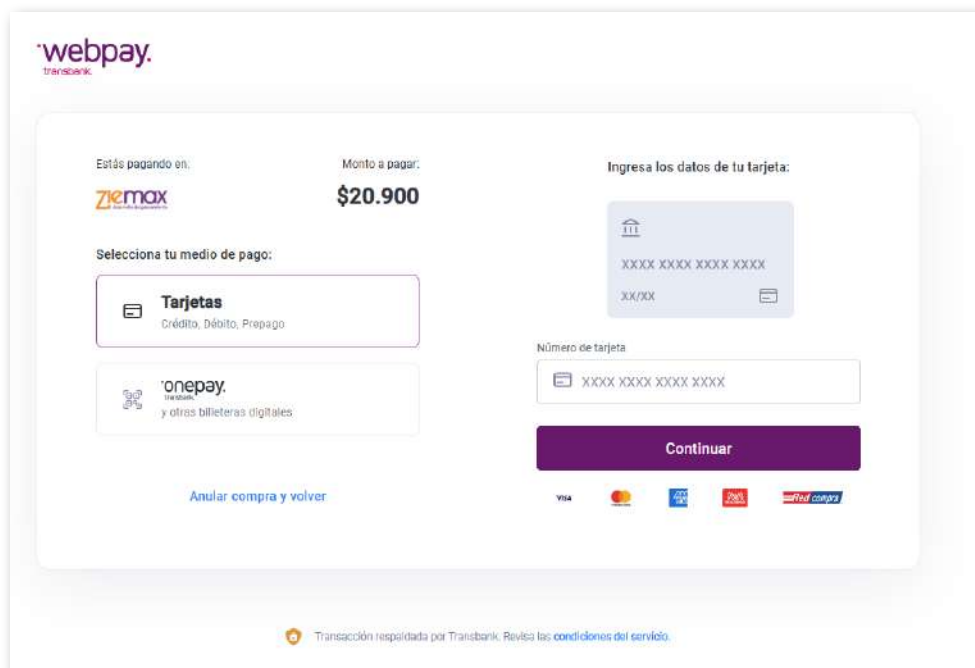 webpay.
transbank.
Estás pagando en:
ziemax
Monto a pagar:
$20.900
Selecciona tu medio de pago:
Tarjetas
Crédito, Débito, Prepago
onepay.
transbank.
y otras billeteras digitales
Anular compra y volver
Ingresa los datos de tu tarjeta:
XXXX XXXX XXXX XXXX
XX/XX
Número de tarjeta
XXXX XXXX XXXX XXXX
Continuar
VISA
Red compra
Transacción respaldada por Transbank. Revisa las condiciones del servicio.